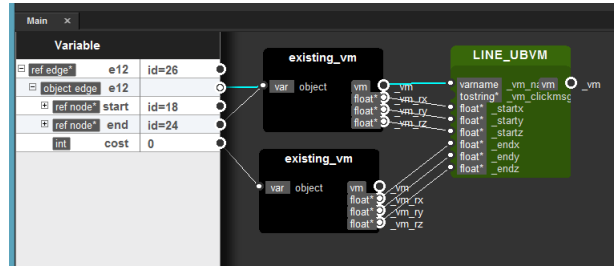 Main ×
Variable
ref edge* e12 id=26
object edge e12
ref node* start id=18
ref node* end id=24
int cost 0
existing_vm
var object vm _vm
float* _vm_rx
float* _vm_ry
float* _vm_rz
existing_vm
var object vm _vm
float* _vm_rx
float* _vm_ry
float* _vm_rz
LINE_UBVM
varname _vm_na vm _vm
tostring* _vm_clickmsg
float* _startx
float* _starty
float* _startz
float* _endx
float* _endy
float* _endz